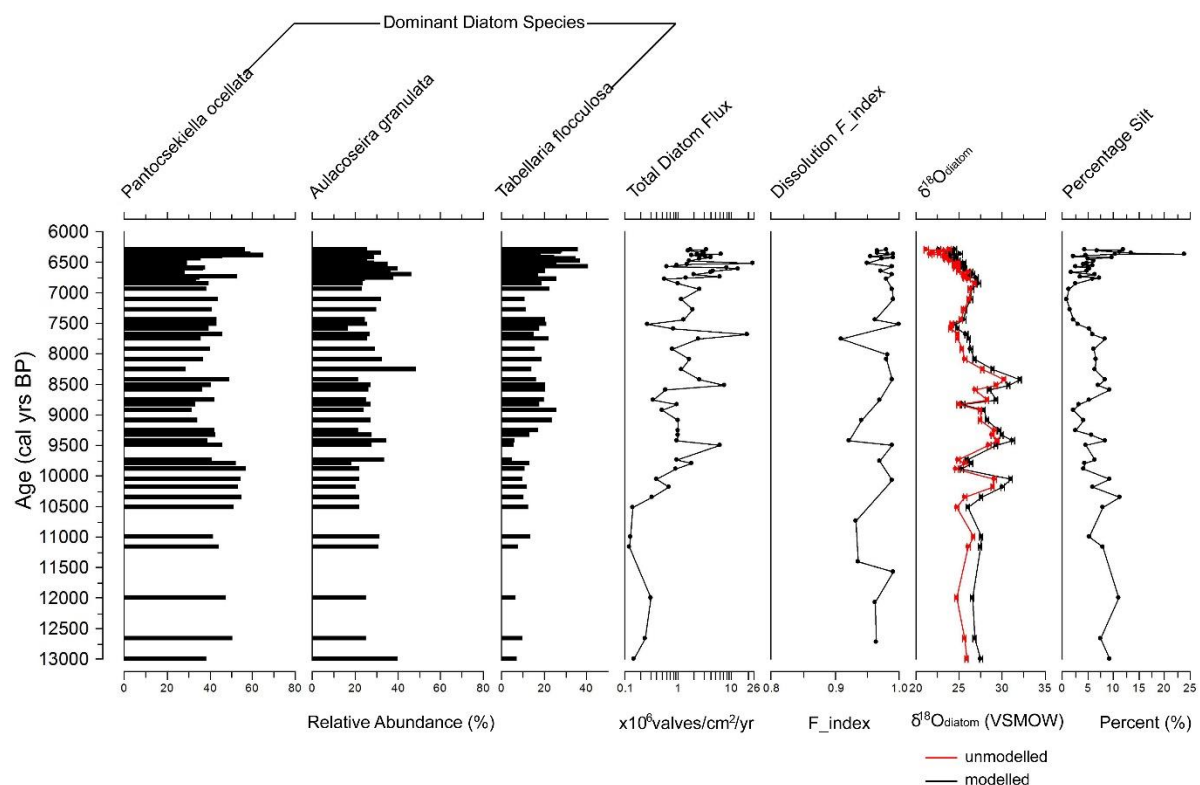 Dominant Diatom Species
Pantocsekiella ocellata
Aulacoseira granulata
Tabellaria flocculosa
Total Diatom Flux
Dissolution F_index
δ¹⁸Odiatom
Percentage Silt
0 20 40 60 80
0 20 40 60 80
0 20 40
0.1 1 10 26
0.8 0.9 1.0
20 25 30 35
0 5 10 15 20 25
Age (cal yrs BP)
6000
6500
7000
7500
8000
8500
9000
9500
10000
10500
11000
11500
12000
12500
13000
Relative Abundance (%)
x10⁶valves/cm²/yr
F_index
δ¹⁸Odiatom (VSMOW)
Percent (%)
unmodelled
modelled